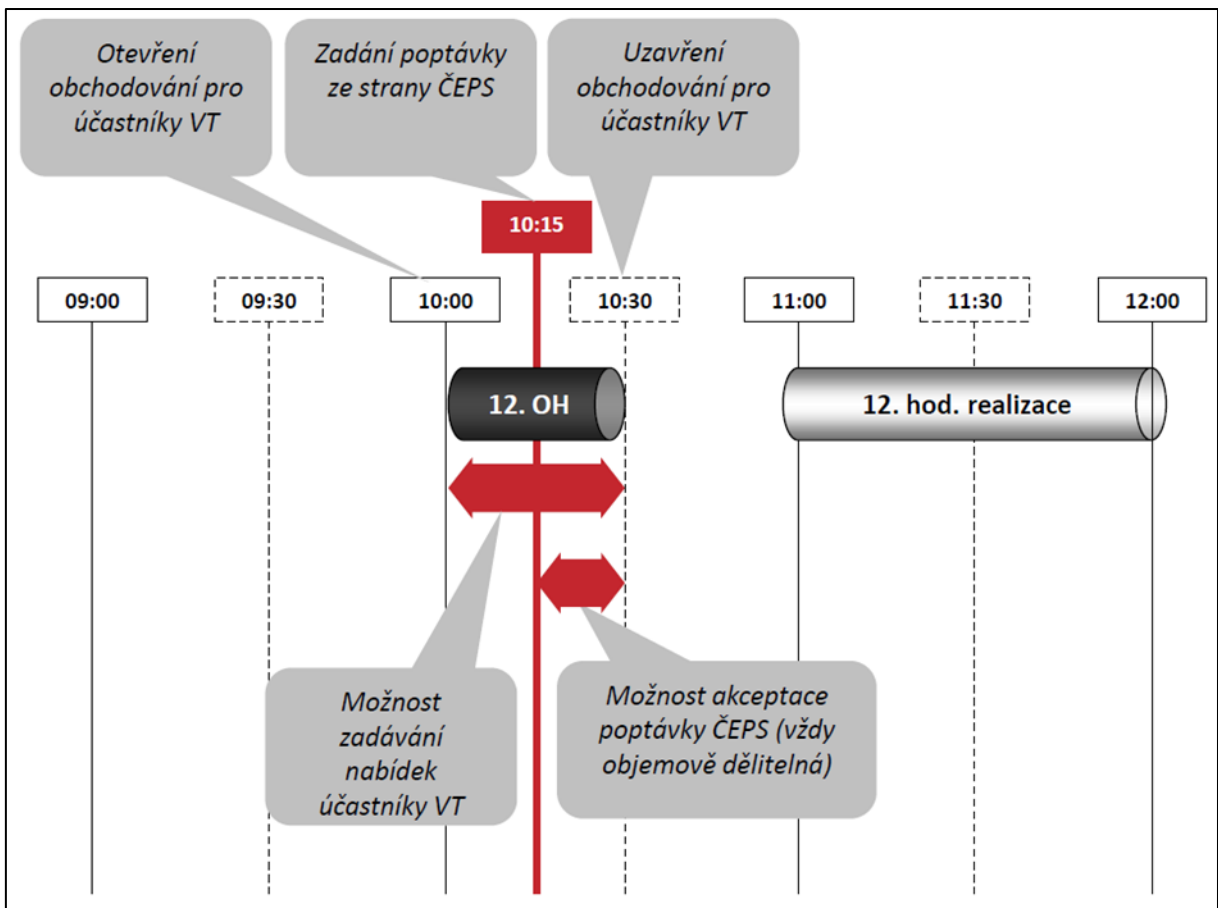 Otevření
obchodování pro
účastníky VT
Zadání poptávky
ze strany ČEPS
Uzavření
obchodování pro
účastníky VT
10:15
09:00
09:30
10:00
10:30
11:00
11:30
12:00
12. OH
12. hod. realizace
Možnost
zadávání
nabídek
účastníky VT
Možnost akceptace
poptávky ČEPS (vždy
objemově dělitelná)